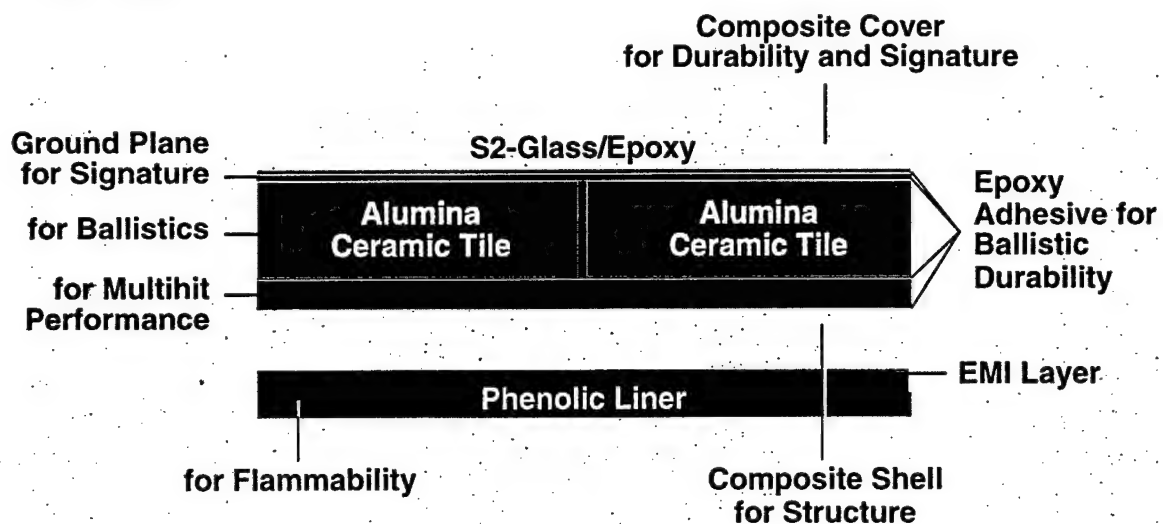 Composite Cover
for Durability and Signature
Ground Plane
for Signature
S2-Glass/Epoxy
Alumina
Ceramic Tile
Alumina
Ceramic Tile
Epoxy
Adhesive for
Ballistic
Durability
for Ballistics
for Multihit
Performance
EMI Layer
Phenolic Liner
for Flammability
Composite Shell
for Structure